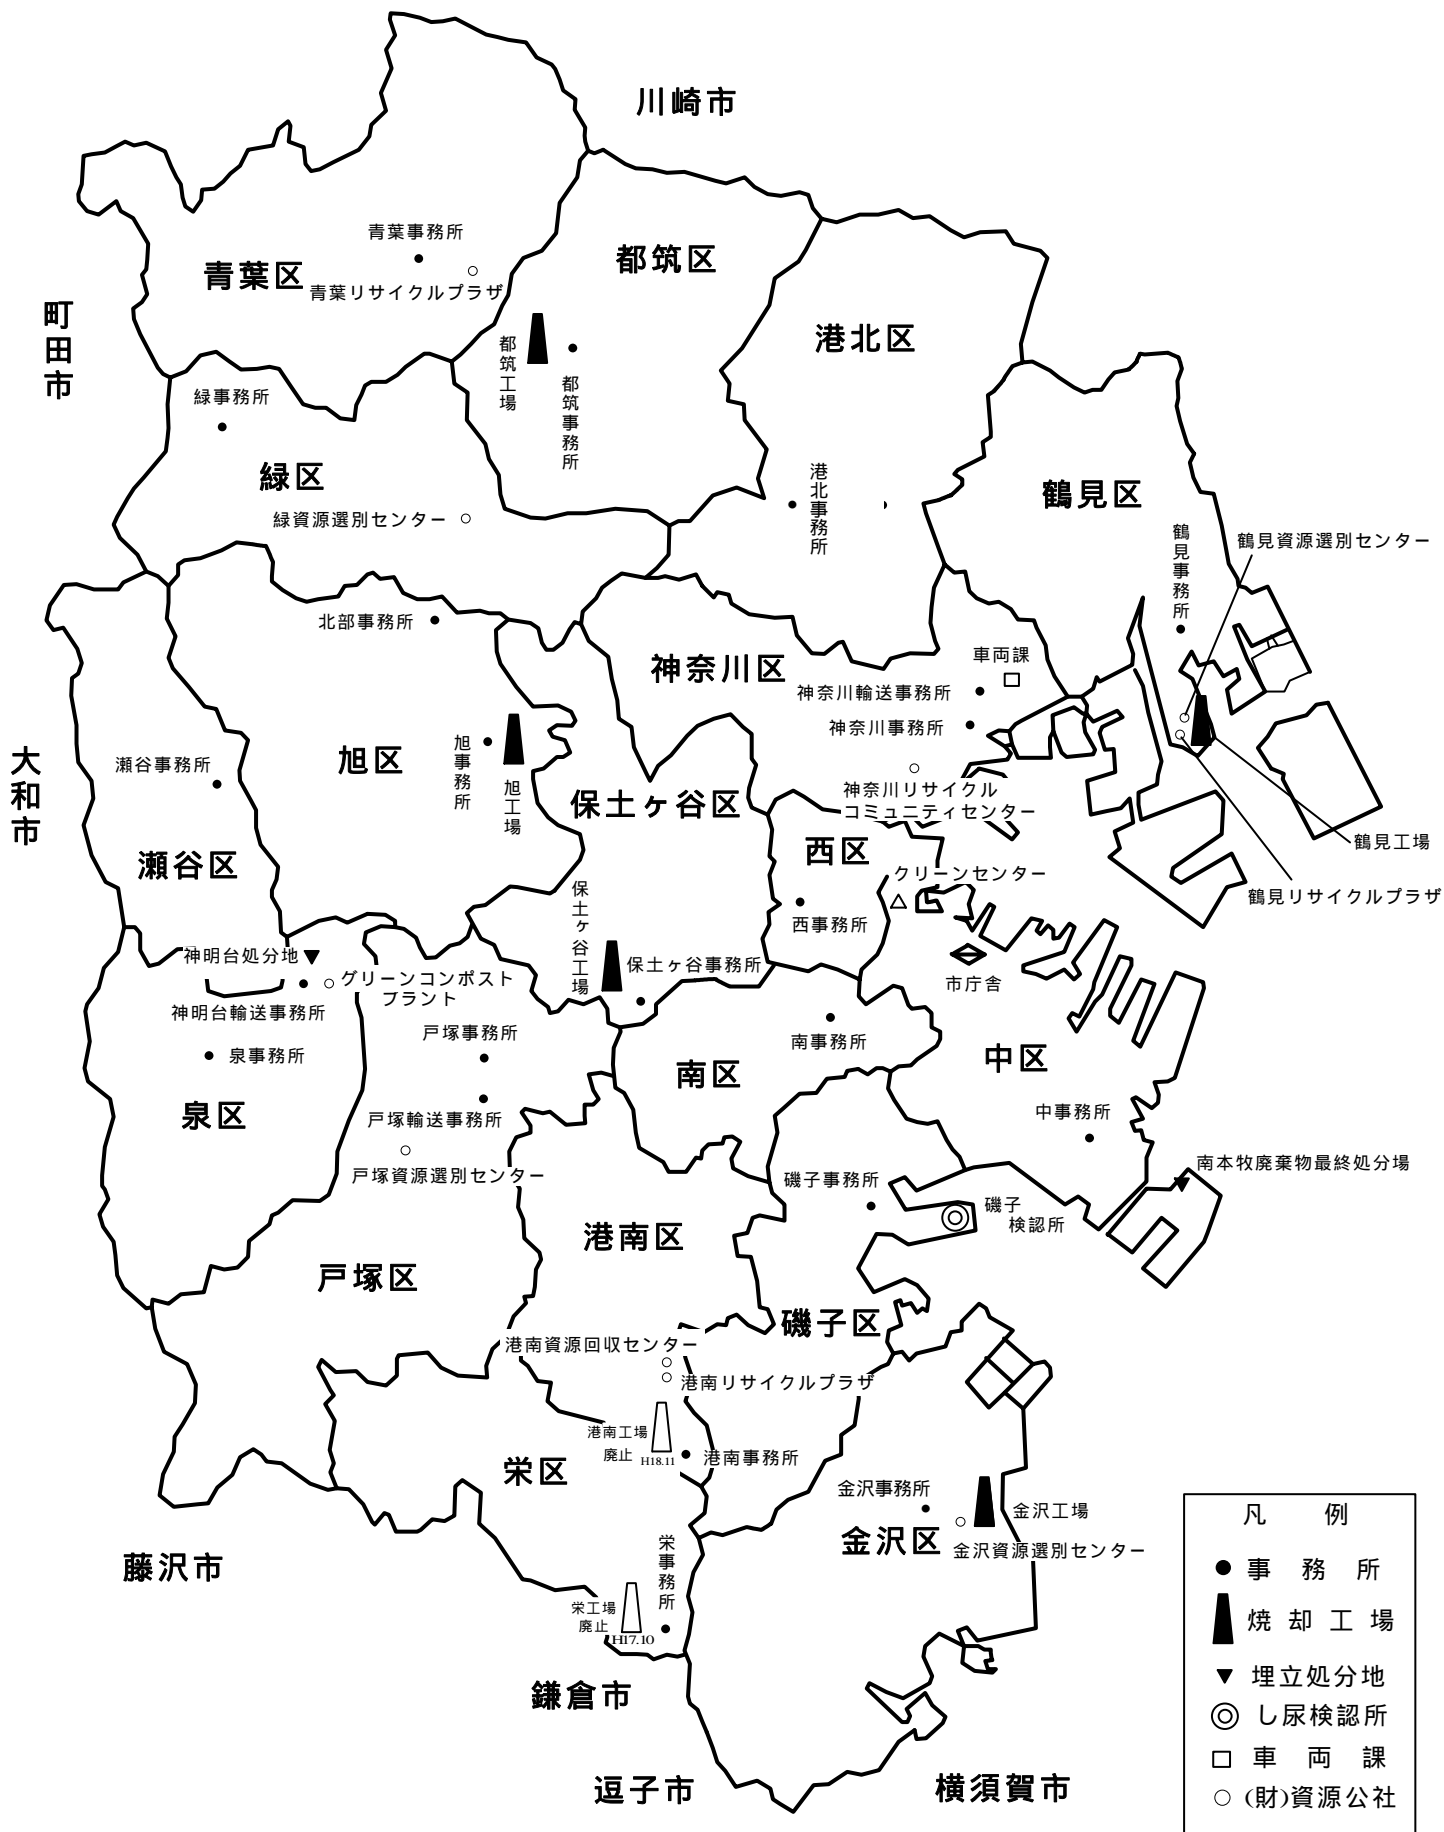 川崎市
青葉事務所
都筑区
青葉区
青葉リサイクルプラザ
町田市
都筑工場
港北区
都筑事務所
緑事務所
緑区
港北事務所
鶴見区
緑資源選別センター
鶴見事務所
鶴見資源選別センター
北部事務所
神奈川区
車両課
神奈川輸送事務所
神奈川事務所
大和市
瀬谷事務所
旭区
旭事務所
旭工場
保土ヶ谷区
神奈川リサイクル
コミュニティセンター
瀬谷区
西区
鶴見工場
クリーンセンター
鶴見リサイクルプラザ
保土ヶ谷工場
西事務所
神明台処分地
グリーンコンポスト
プラント
保土ヶ谷事務所
市庁舎
神明台輸送事務所
戸塚事務所
南事務所
泉事務所
南区
中区
泉区
戸塚輸送事務所
中事務所
戸塚資源選別センター
磯子事務所
南本牧廃棄物最終処分場
港南区
磯子
検認所
戸塚区
磯子区
港南資源回収センター
港南リサイクルプラザ
港南工場
廃止 H18.11
港南事務所
栄区
金沢事務所
金沢工場
金沢区
金沢資源選別センター
藤沢市
栄事務所
栄工場
廃止
H17.10
鎌倉市
逗子市
横須賀市
凡 例
事 務 所
焼 却 工 場
埋立処分地
し尿検認所
車 両 課
(財)資源公社